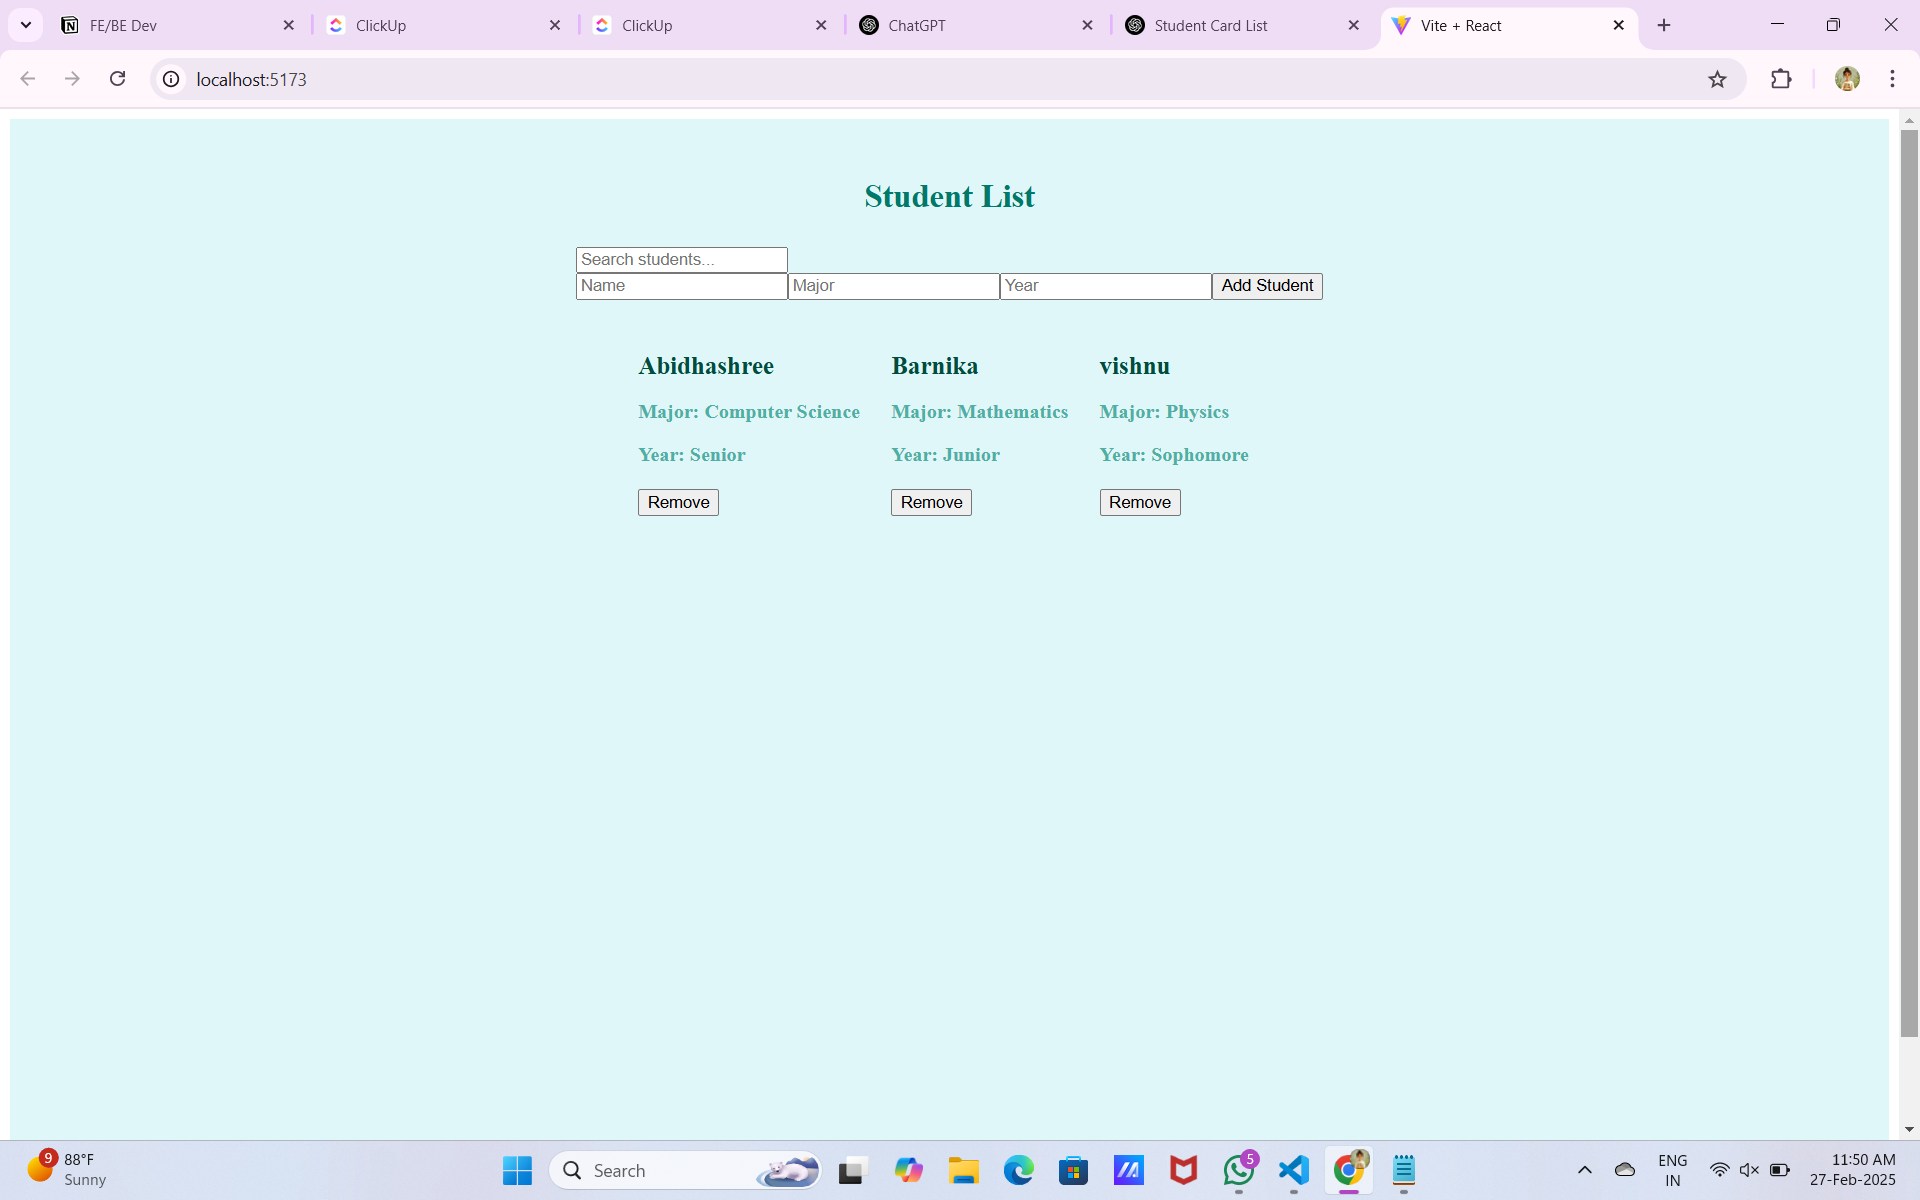 FE/BE Dev
ClickUp
ClickUp
ChatGPT
Student Card List
Vite + React
localhost:5173
Student List
Search students...
Name Major Year Add Student
Abidhashree Barnika vishnu
Major: Computer Science Major: Mathematics Major: Physics
Year: Senior Year: Junior Year: Sophomore
Remove Remove Remove
9
88°F
Sunny
Search
5
ENG
IN
11:50 AM
27-Feb-2025